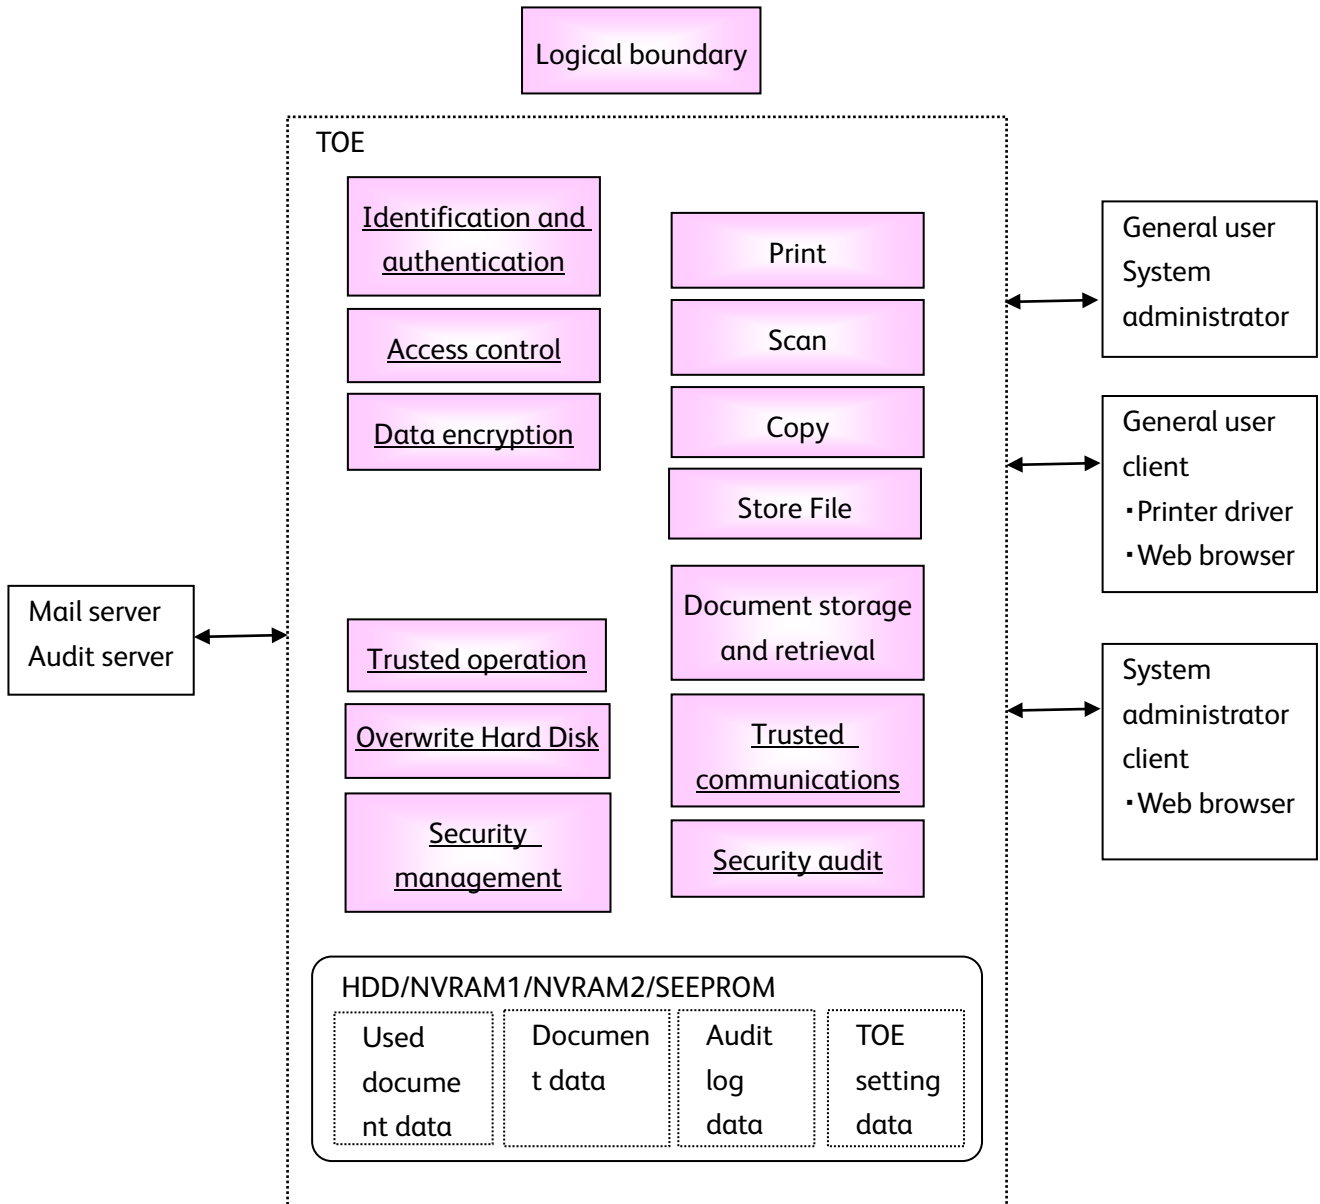 Logical boundary
TOE
Identification and
authentication
Access control
Data encryption
Print
Scan
Copy
Store File
Document storage
and retrieval
Trusted operation
Overwrite Hard Disk
Security
management
Trusted
communications
Security audit
Mail server
Audit server
General user
System
administrator
General user
client
・Printer driver
・Web browser
System
administrator
client
・Web browser
HDD/NVRAM1/NVRAM2/SEEPROM
Used
docume
nt data
Documen
t data
Audit
log
data
TOE
setting
data